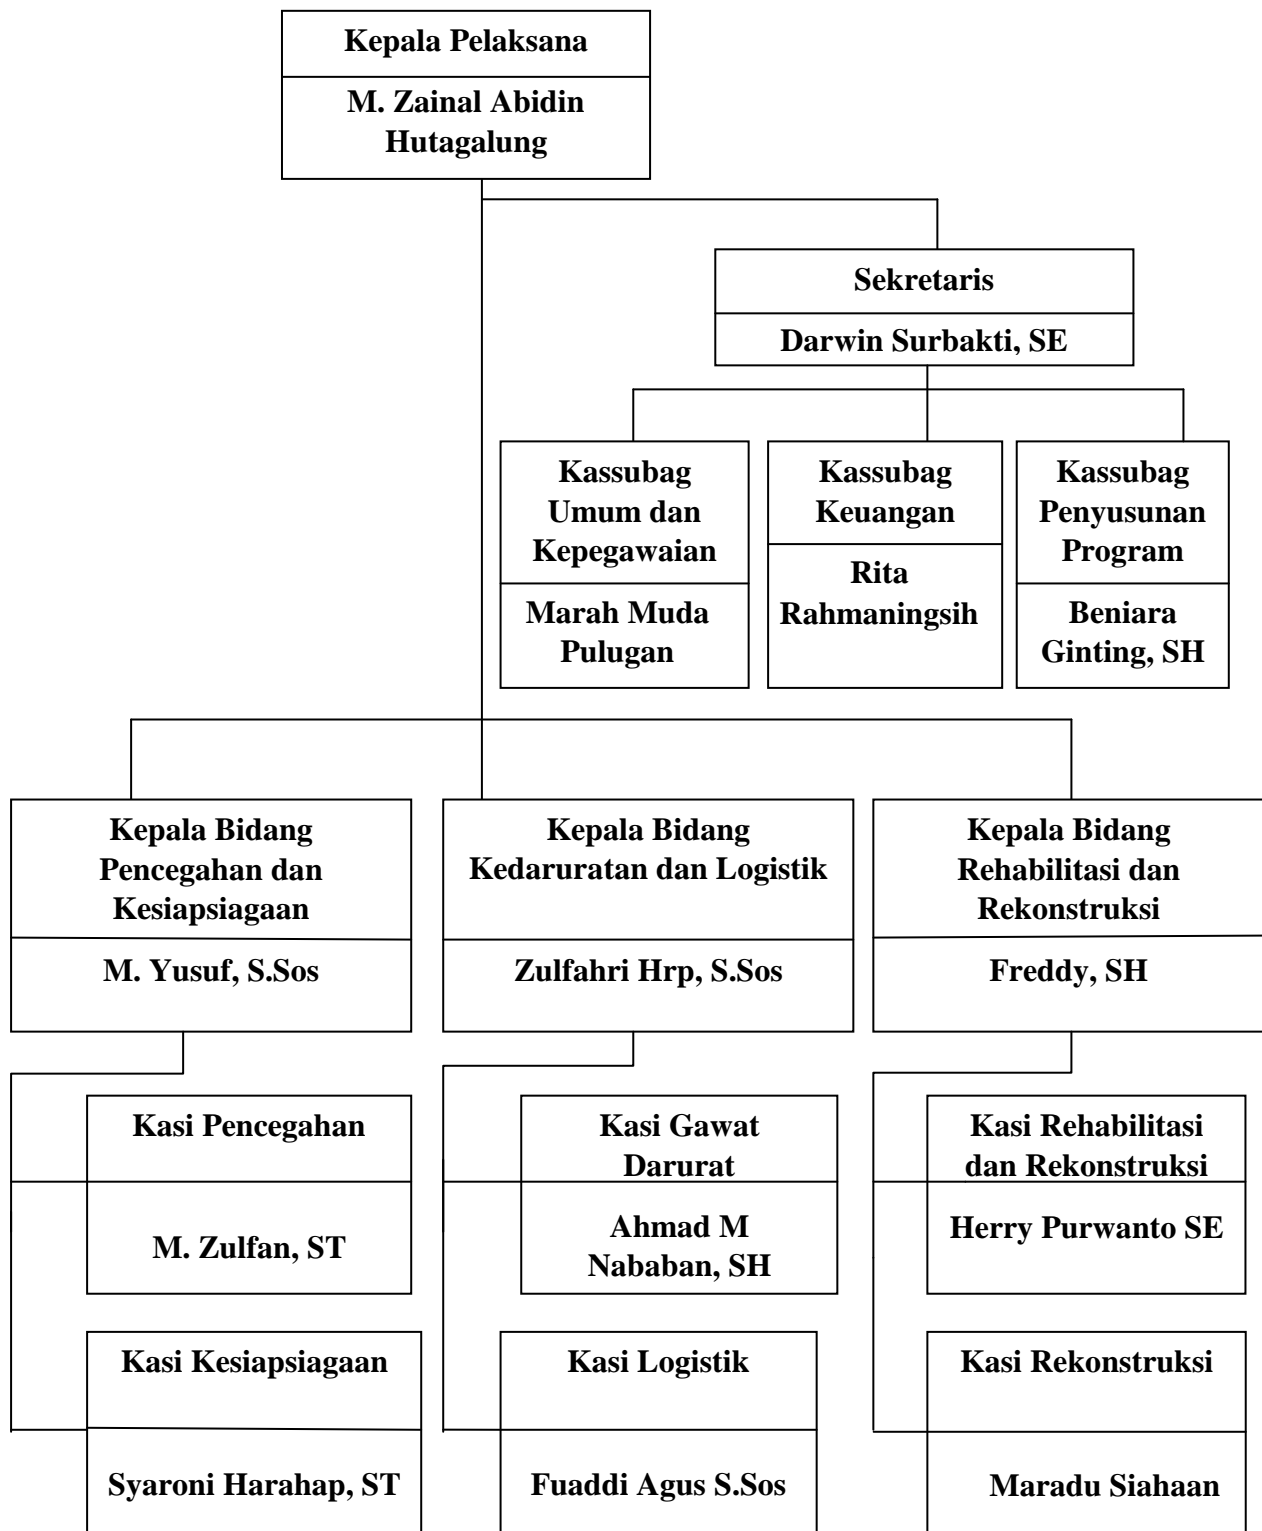 Kepala Pelaksana
M. Zainal Abidin
Hutagalung
Sekretaris
Darwin Surbakti, SE
Kassubag
Umum dan
Kepegawaian
Marah Muda
Pulugan
Kassubag
Keuangan
Rita
Rahmaningsih
Kassubag
Penyusunan
Program
Beniara
Ginting, SH
Kepala Bidang
Pencegahan dan
Kesiapsiagaan
M. Yusuf, S.Sos
Kepala Bidang
Kedaruratan dan Logistik
Zulfahri Hrp, S.Sos
Kepala Bidang
Rehabilitasi dan
Rekonstruksi
Freddy, SH
Kasi Pencegahan
M. Zulfan, ST
Kasi Gawat
Darurat
Ahmad M
Nababan, SH
Kasi Rehabilitasi
dan Rekonstruksi
Herry Purwanto SE
Kasi Kesiapsiagaan
Syaroni Harahap, ST
Kasi Logistik
Fuaddi Agus S.Sos
Kasi Rekonstruksi
Maradu Siahaan